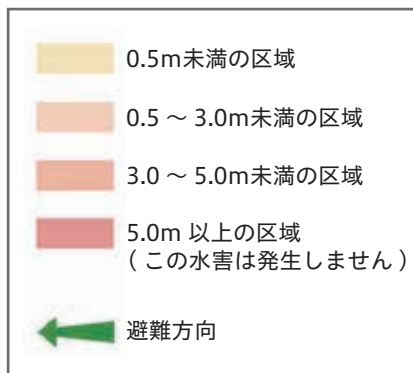 0.5m未満の区域
0.5 ～ 3.0m未満の区域
3.0 ～ 5.0m未満の区域
5.0m 以上の区域
( この水害は発生しません )
避難方向